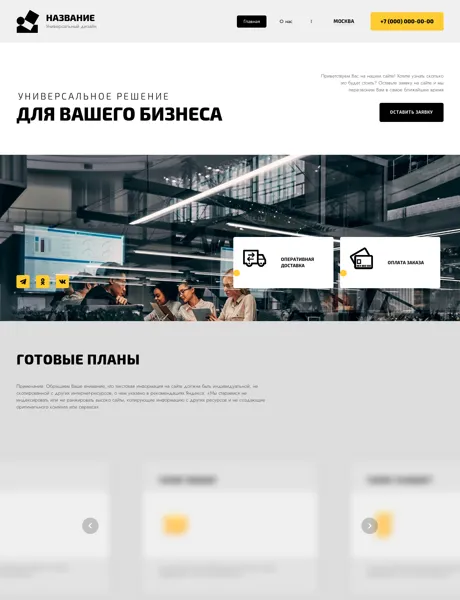 НАЗВАНИЕ
Универсальный дизайн
Главная
О нас
МОСКВА
+7 (000) 000-00-00
УНИВЕРСАЛЬНОЕ РЕШЕНИЕ
ДЛЯ ВАШЕГО БИЗНЕСА
Приветствуем Вас на нашем сайте! Хотите узнать сколько
это будет стоить? Оставьте заявку на сайте и мы
перезвоним Вам в самое ближайшее время
ОСТАВИТЬ ЗАЯВКУ
ОПЕРАТИВНАЯ
ДОСТАВКА
ОПЛАТА ЗАКАЗА
ГОТОВЫЕ ПЛАНЫ
Примечание. Обращаем Ваше внимание, что текстовая информация на сайте должна быть индивидуальной, не
скопированной с других интернет-ресурсов, о чем указано в рекомендациях Яндекса: «Мы стараемся не
индексировать или не ранжировать высоко сайты, копирующие информацию с других ресурсов и не создающие
оригинального контента или сервиса».